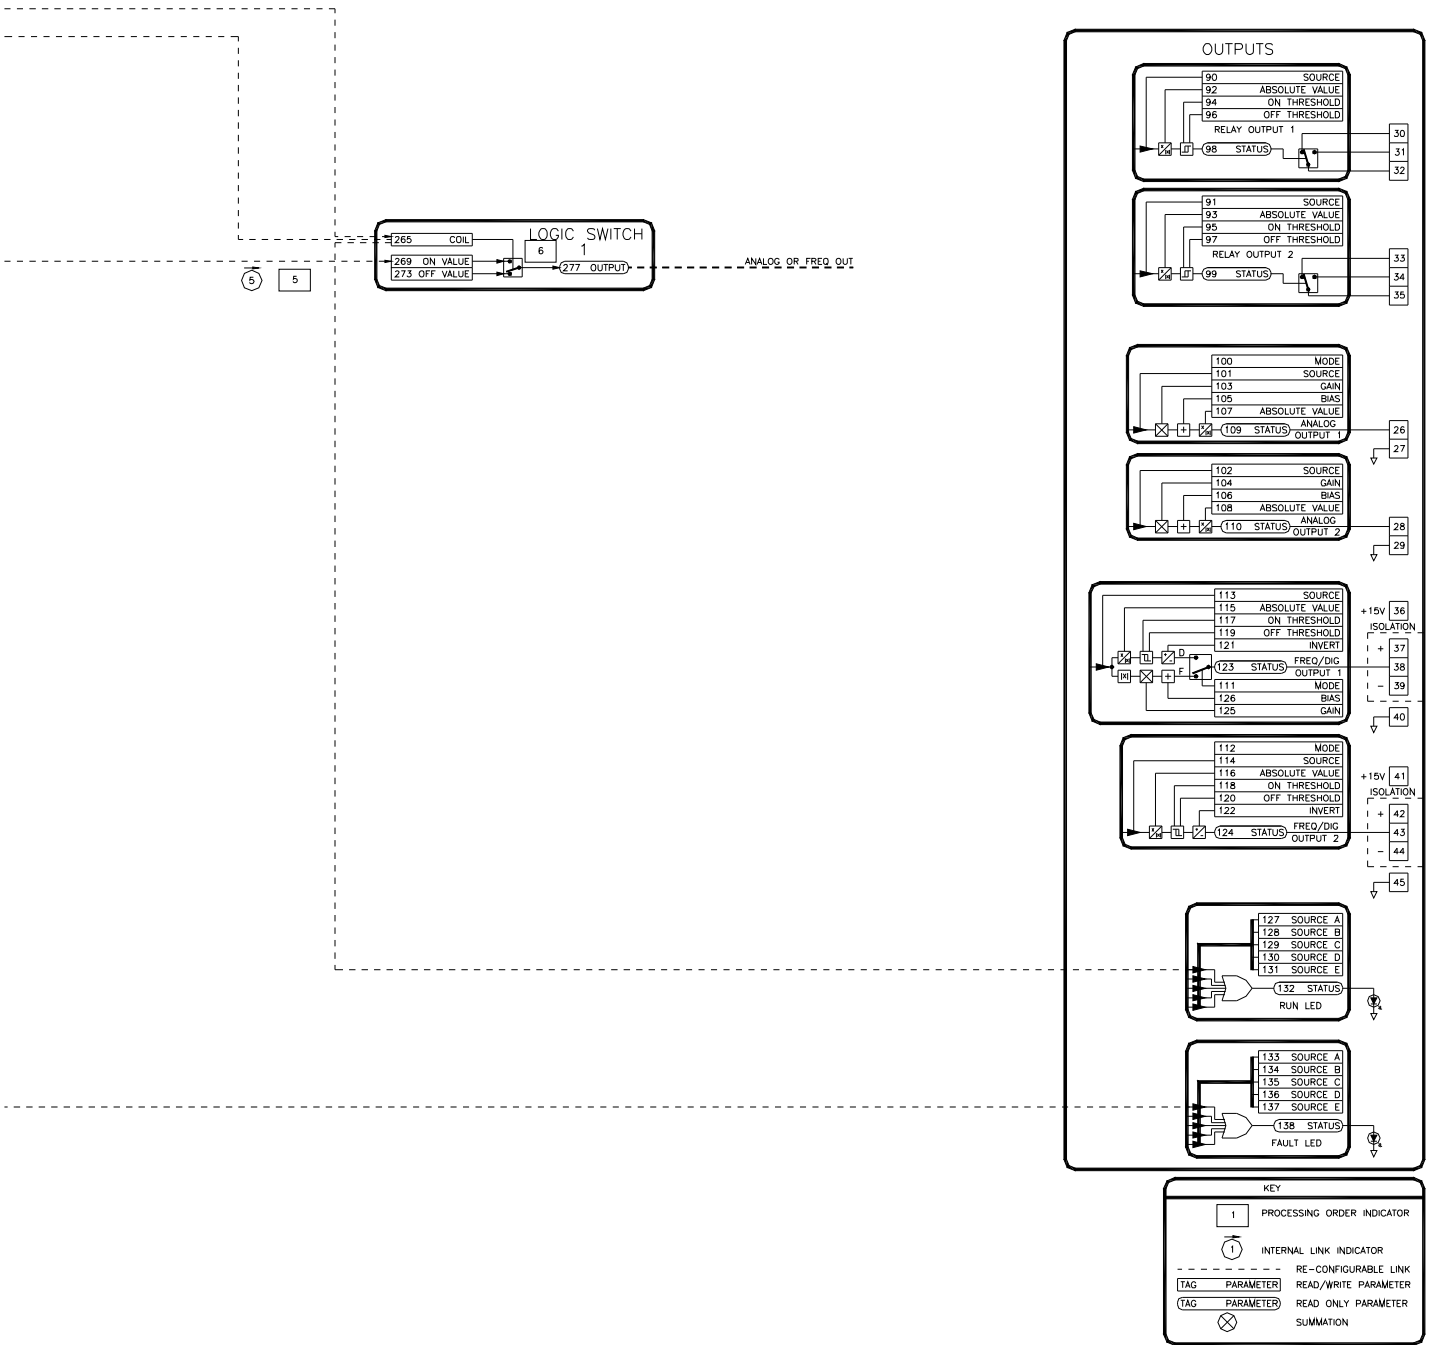 OUTPUTS
90 SOURCE
92 ABSOLUTE VALUE
94 ON THRESHOLD
96 OFF THRESHOLD
RELAY OUTPUT 1
98 STATUS
30
31
32
91 SOURCE
93 ABSOLUTE VALUE
95 ON THRESHOLD
97 OFF THRESHOLD
RELAY OUTPUT 2
99 STATUS
33
34
35
LOGIC SWITCH
1
265 COIL
6
269 ON VALUE
273 OFF VALUE
277 OUTPUT
ANALOG OR FREQ OUT
5
5
100 MODE
101 SOURCE
103 GAIN
105 BIAS
107 ABSOLUTE VALUE
109 STATUS
ANALOG
OUTPUT 1
26
27
102 SOURCE
104 GAIN
106 BIAS
108 ABSOLUTE VALUE
110 STATUS
ANALOG
OUTPUT 2
28
29
113 SOURCE
115 ABSOLUTE VALUE
117 ON THRESHOLD
119 OFF THRESHOLD
121 INVERT
D
F
123 STATUS
FREQ/DIG
OUTPUT 1
111 MODE
126 BIAS
125 GAIN
+15V 36
ISOLATION
+ 37
38
- 39
40
112 MODE
114 SOURCE
116 ABSOLUTE VALUE
118 ON THRESHOLD
120 OFF THRESHOLD
122 INVERT
124 STATUS
FREQ/DIG
OUTPUT 2
+15V 41
ISOLATION
+ 42
43
- 44
45
127 SOURCE A
128 SOURCE B
129 SOURCE C
130 SOURCE D
131 SOURCE E
132 STATUS
RUN LED
133 SOURCE A
134 SOURCE B
135 SOURCE C
136 SOURCE D
137 SOURCE E
138 STATUS
FAULT LED
KEY
1 PROCESSING ORDER INDICATOR
1 INTERNAL LINK INDICATOR
RE-CONFIGURABLE LINK
TAG PARAMETER READ/WRITE PARAMETER
TAG PARAMETER READ ONLY PARAMETER
SUMMATION